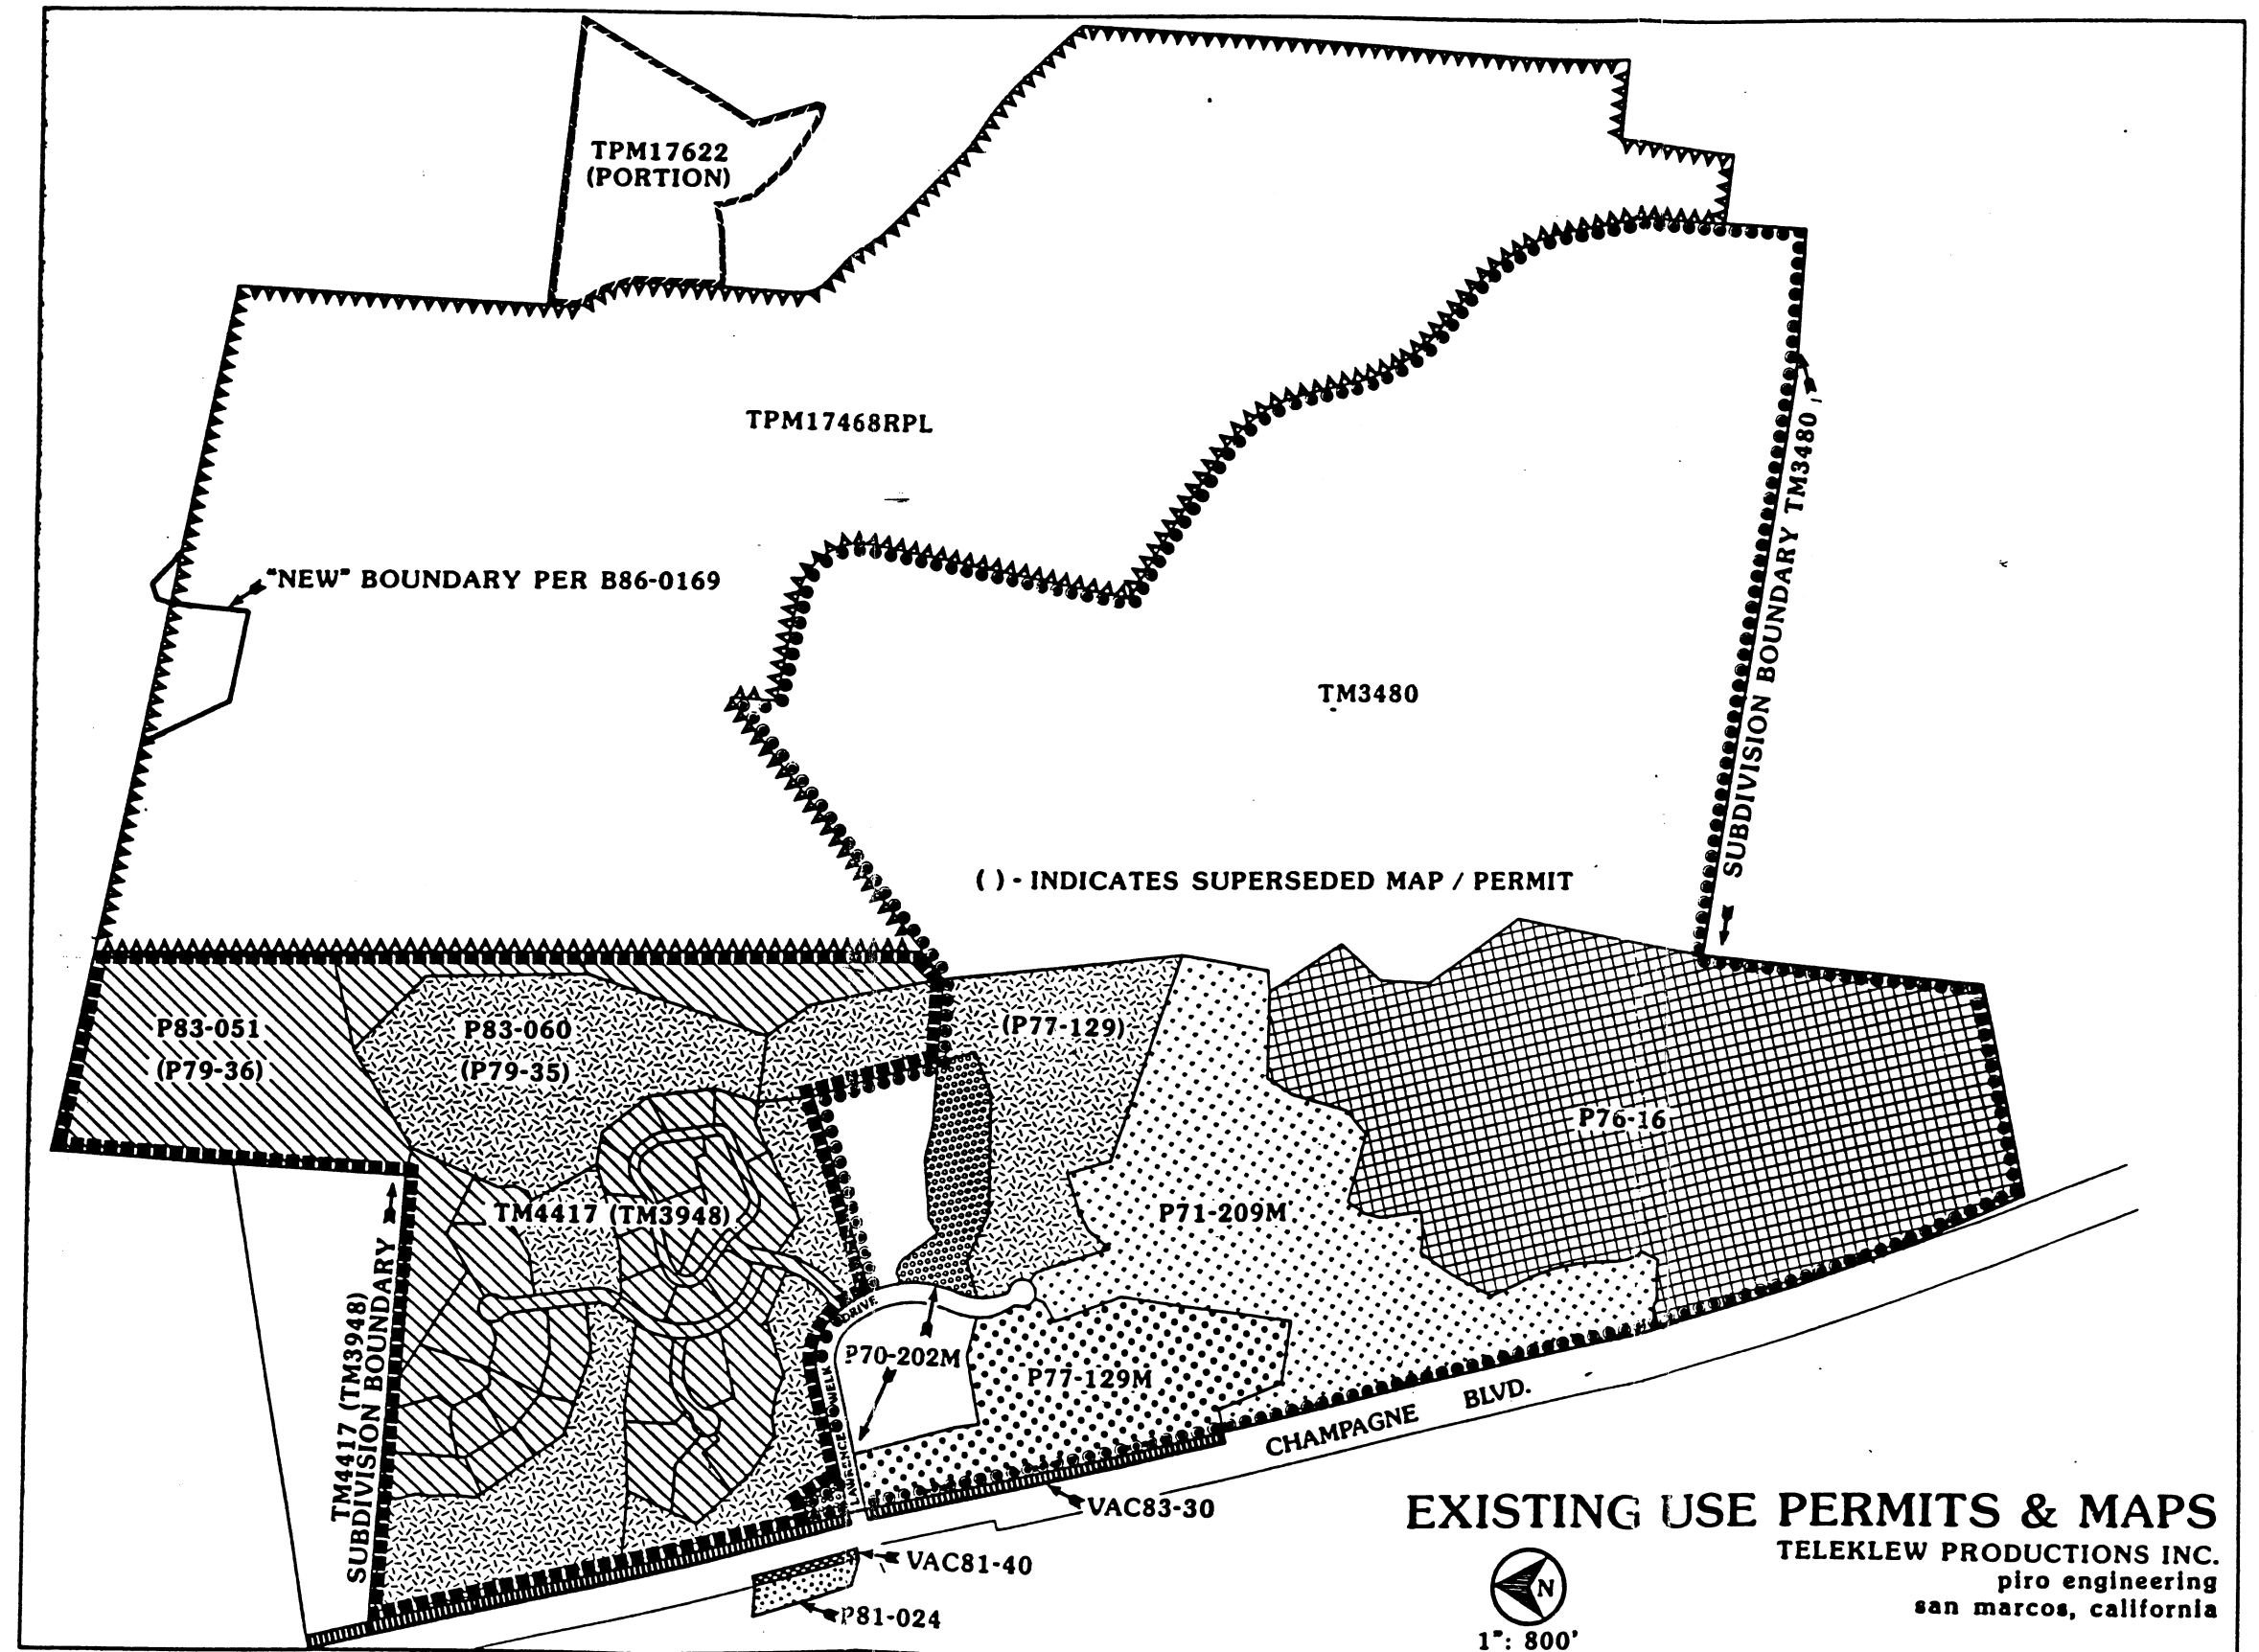 TPM17622
(PORTION)
TPM17468RPL
"NEW" BOUNDARY PER B86-0169
SUBDIVISION BOUNDARY TM3480
TM3480
( ) - INDICATES SUPERSEDED MAP / PERMIT
P83-051
(P79-36)
P83-060
(P79-35)
(P77-129)
P76-16
TM4417 (TM3948)
P71-209M
TM4417 (TM3948)
SUBDIVISION BOUNDARY
LAWRENCE WELK DRIVE
P70-202M
P77-129M
CHAMPAGNE BLVD.
VAC83-30
VAC81-40
P81-024
EXISTING USE PERMITS & MAPS
TELEKLEW PRODUCTIONS INC.
piro engineering
san marcos, california
N
1": 800'